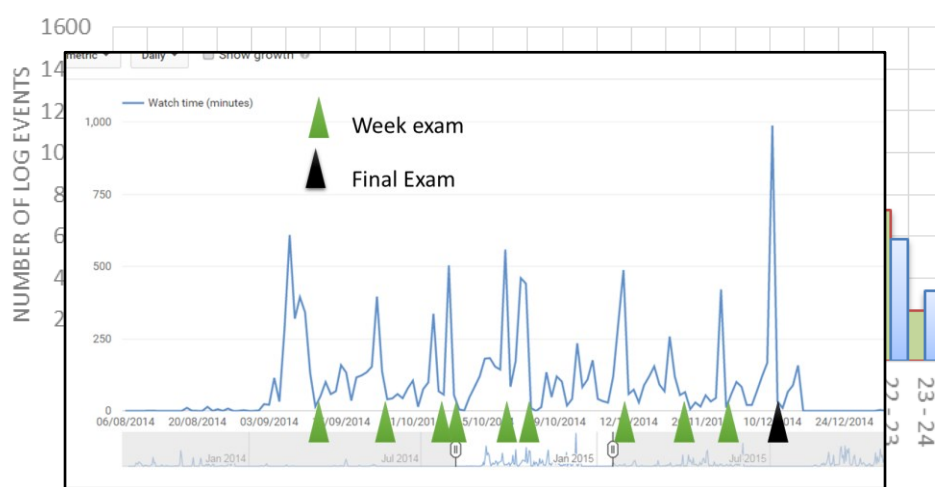 1600
NUMBER OF LOG EVENTS
14
12
10
8
6
4
2
metric
Daily
Show growth
Watch time (minutes)
Week exam
Final Exam
1,000
750
500
250
0
06/08/2014
20/08/2014
03/09/2014
/09/2014
1/10/2014
5/10/2014
9/10/2014
12/
/2014
/11/2014
10/
/2014
24/12/2014
Jan 2014
Jul 2014
Jan 2015
Jul 2015
22-23
23-24